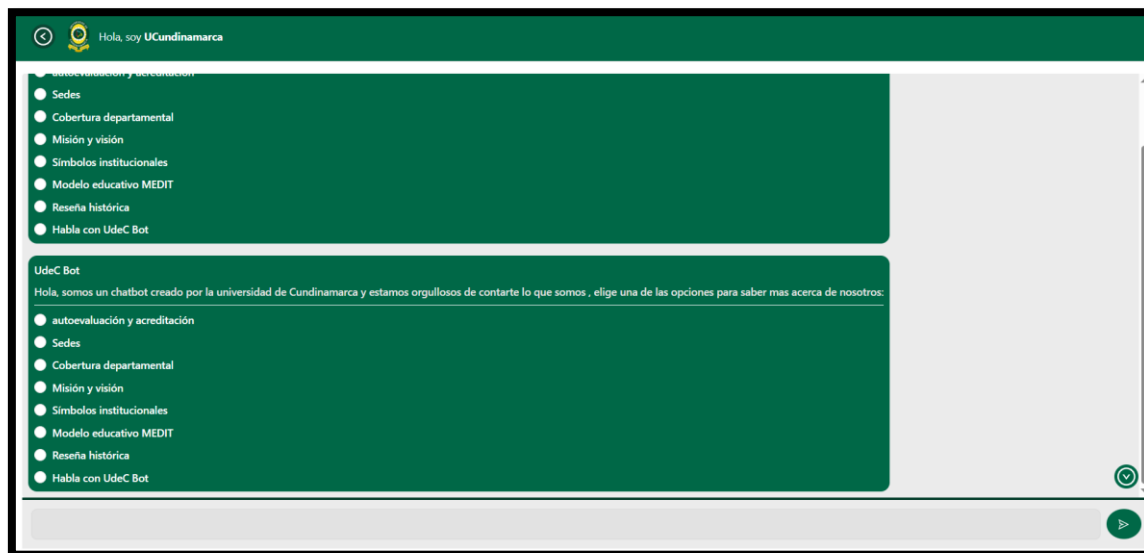 Hola, soy UCundinamarca
autoevaluación y acreditación
Sedes
Cobertura departamental
Misión y visión
Símbolos institucionales
Modelo educativo MEDIT
Reseña histórica
Habla con UdeC Bot
UdeC Bot
Hola, somos un chatbot creado por la universidad de Cundinamarca y estamos orgullosos de contarte lo que somos , elige una de las opciones para saber mas acerca de nosotros:
autoevaluación y acreditación
Sedes
Cobertura departamental
Misión y visión
Símbolos institucionales
Modelo educativo MEDIT
Reseña histórica
Habla con UdeC Bot